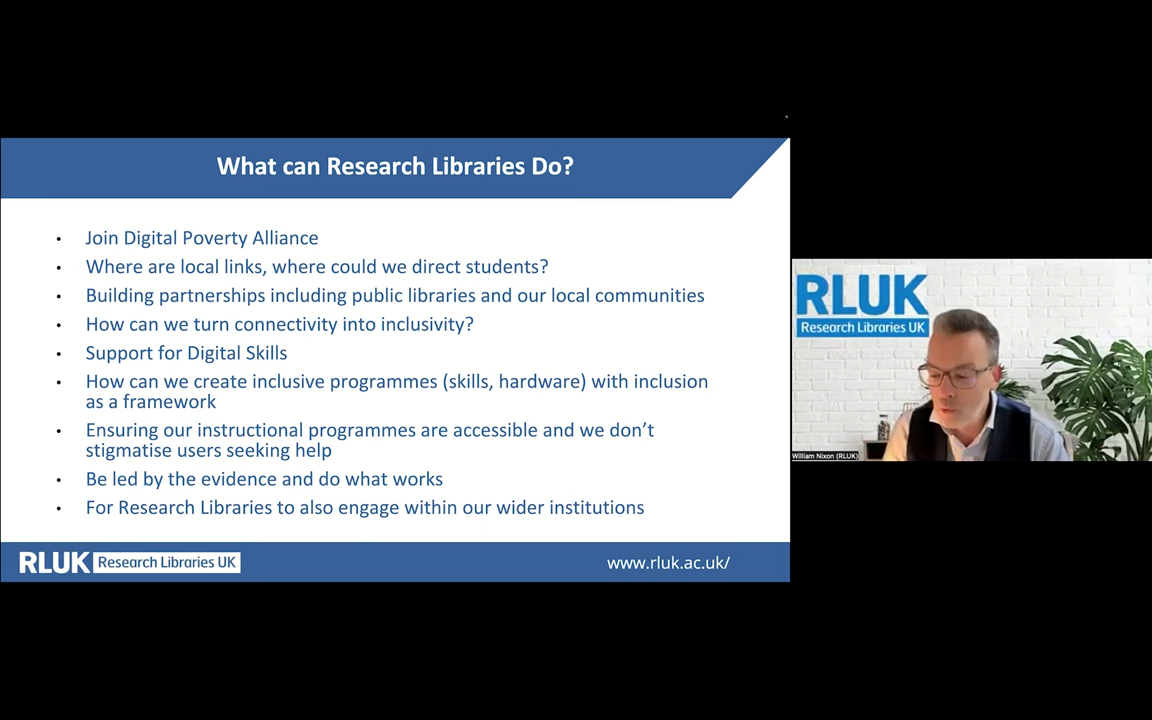 What can Research Libraries Do?
• Join Digital Poverty Alliance
• Where are local links, where could we direct students?
• Building partnerships including public libraries and our local communities
• How can we turn connectivity into inclusivity?
• Support for Digital Skills
• How can we create inclusive programmes (skills, hardware) with inclusion
as a framework
• Ensuring our instructional programmes are accessible and we don’t
stigmatise users seeking help
• Be led by the evidence and do what works
• For Research Libraries to also engage within our wider institutions
RLUK Research Libraries UK
www.rluk.ac.uk/
RLUK
Research Libraries UK
William Nixon (RLUK)